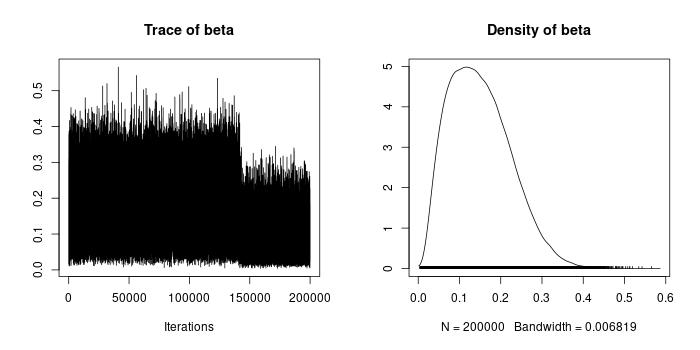 Trace of beta
0.5
0.4
0.3
0.2
0.1
0.0
0 50000 100000 150000 200000
Iterations
Density of beta
5
4
3
2
1
0
0.0 0.1 0.2 0.3 0.4 0.5 0.6
N = 200000 Bandwidth = 0.006819